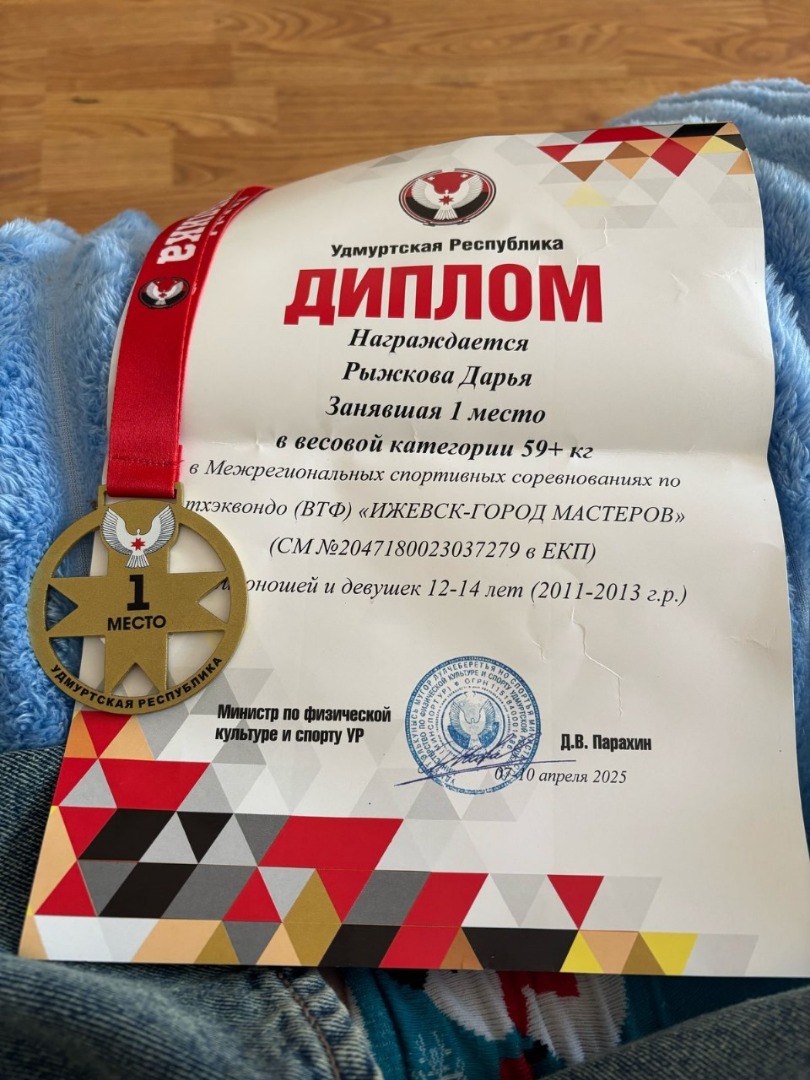 Удмуртская Республика
ДИПЛОМ
Награждается
Рыжкова Дарья
Занявшая 1 место
в весовой категории 59+ кг
в Межрегиональных спортивных соревнованиях по
тхэквондо (ВТФ) «ИЖЕВСК-ГОРОД МАСТЕРОВ»
(СМ №2047180023037279 в ЕКП)
и девушек 12-14 лет (2011-2013 г.р.)
1
МЕСТО
УДМУРТСКАЯ РЕСПУБЛИКА
Министр по физической
культуре и спорту УР
Д.В. Парахин
07-10 апреля 2025